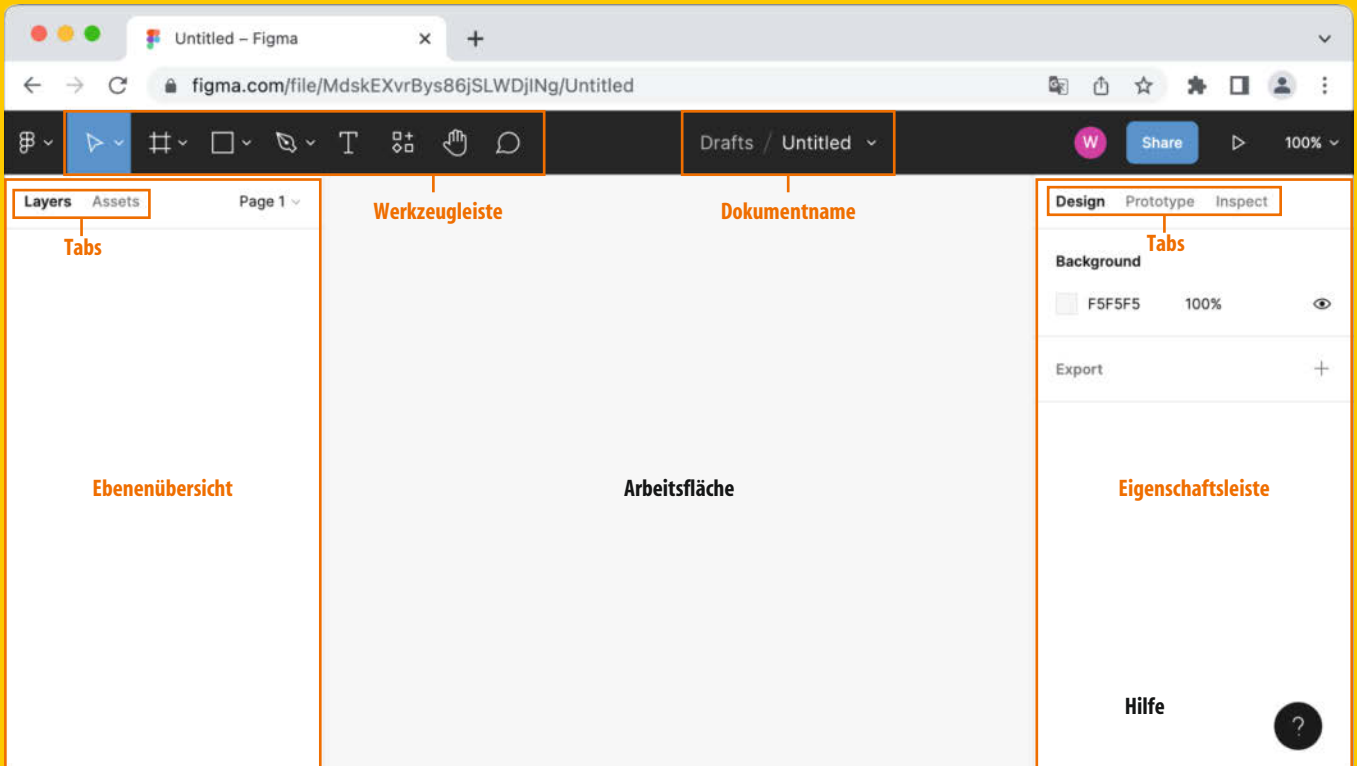 Untitled – Figma
figma.com/file/MdskEXvrBys86jSLWDjlNg/Untitled
Drafts / Untitled
W
Share
100%
Layers Assets Page 1
Werkzeugleiste
Dokumentname
Design Prototype Inspect
Tabs
Tabs
Background
F5F5F5 100%
Export
Ebenenübersicht
Arbeitsfläche
Eigenschaftsleiste
Hilfe
?